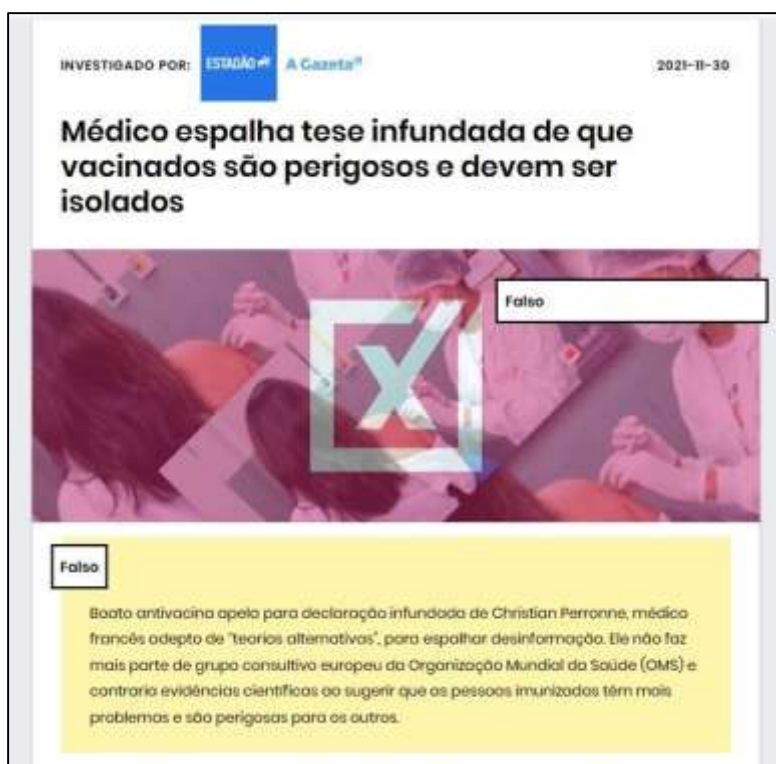 INVESTIGADO POR: ESTADÃO A Gazeta 2021-11-30
Médico espalha tese infundada de que
vacinados são perigosos e devem ser
isolados
Falso
Falso
Boato antivacina apela para declaração infundada de Christian Perronne, médico
francês adepto de "teorias alternativas", para espalhar desinformação. Ele não faz
mais parte de grupo consultivo europeu da Organização Mundial da Saúde (OMS) e
contraria evidências científicas ao sugerir que as pessoas imunizadas têm mais
problemas e são perigosas para os outros.